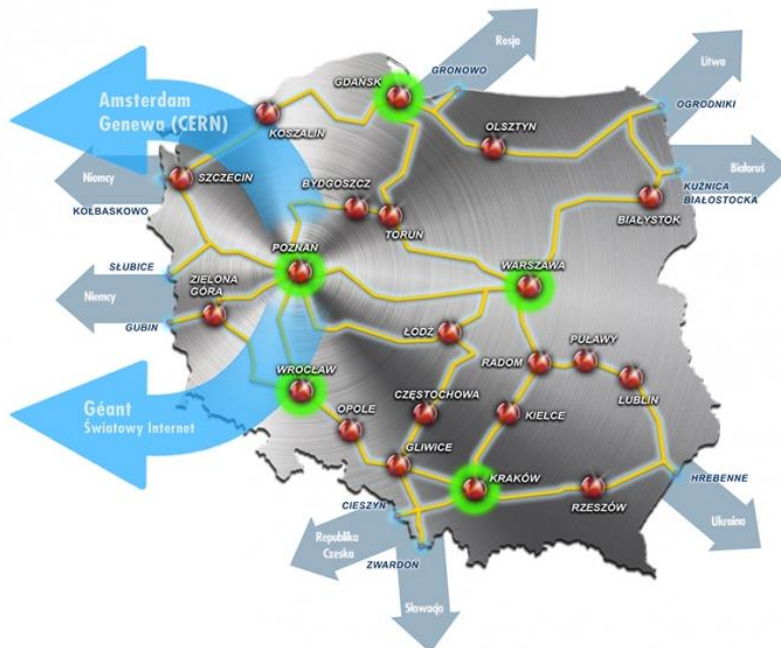 Rosja
GRONOWO
Litwa
GDAŃSK
OGRODNIKI
Amsterdam
Genewa (CERN)
KOSZALIN
OLSZTYN
Białoruś
Niemcy
SZCZECIN
BYDGOSZCZ
KUŹNICA
BIAŁOSTOCKA
KOŁBASKOWO
TORUŃ
BIAŁYSTOK
POZNAŃ
WARSZAWA
SŁUBICE
ZIELONA
GÓRA
Niemcy
GUBIN
ŁÓDŹ
RADOM
PUŁAWY
WROCŁAW
CZĘSTOCHOWA
LUBLIN
Géant
Światowy Internet
OPOLE
KIELCE
GLIWICE
KRAKÓW
HREBENNE
CIESZYN
RZESZÓW
Ukraina
Republika
Czeska
ZWARDOŃ
Słowacja